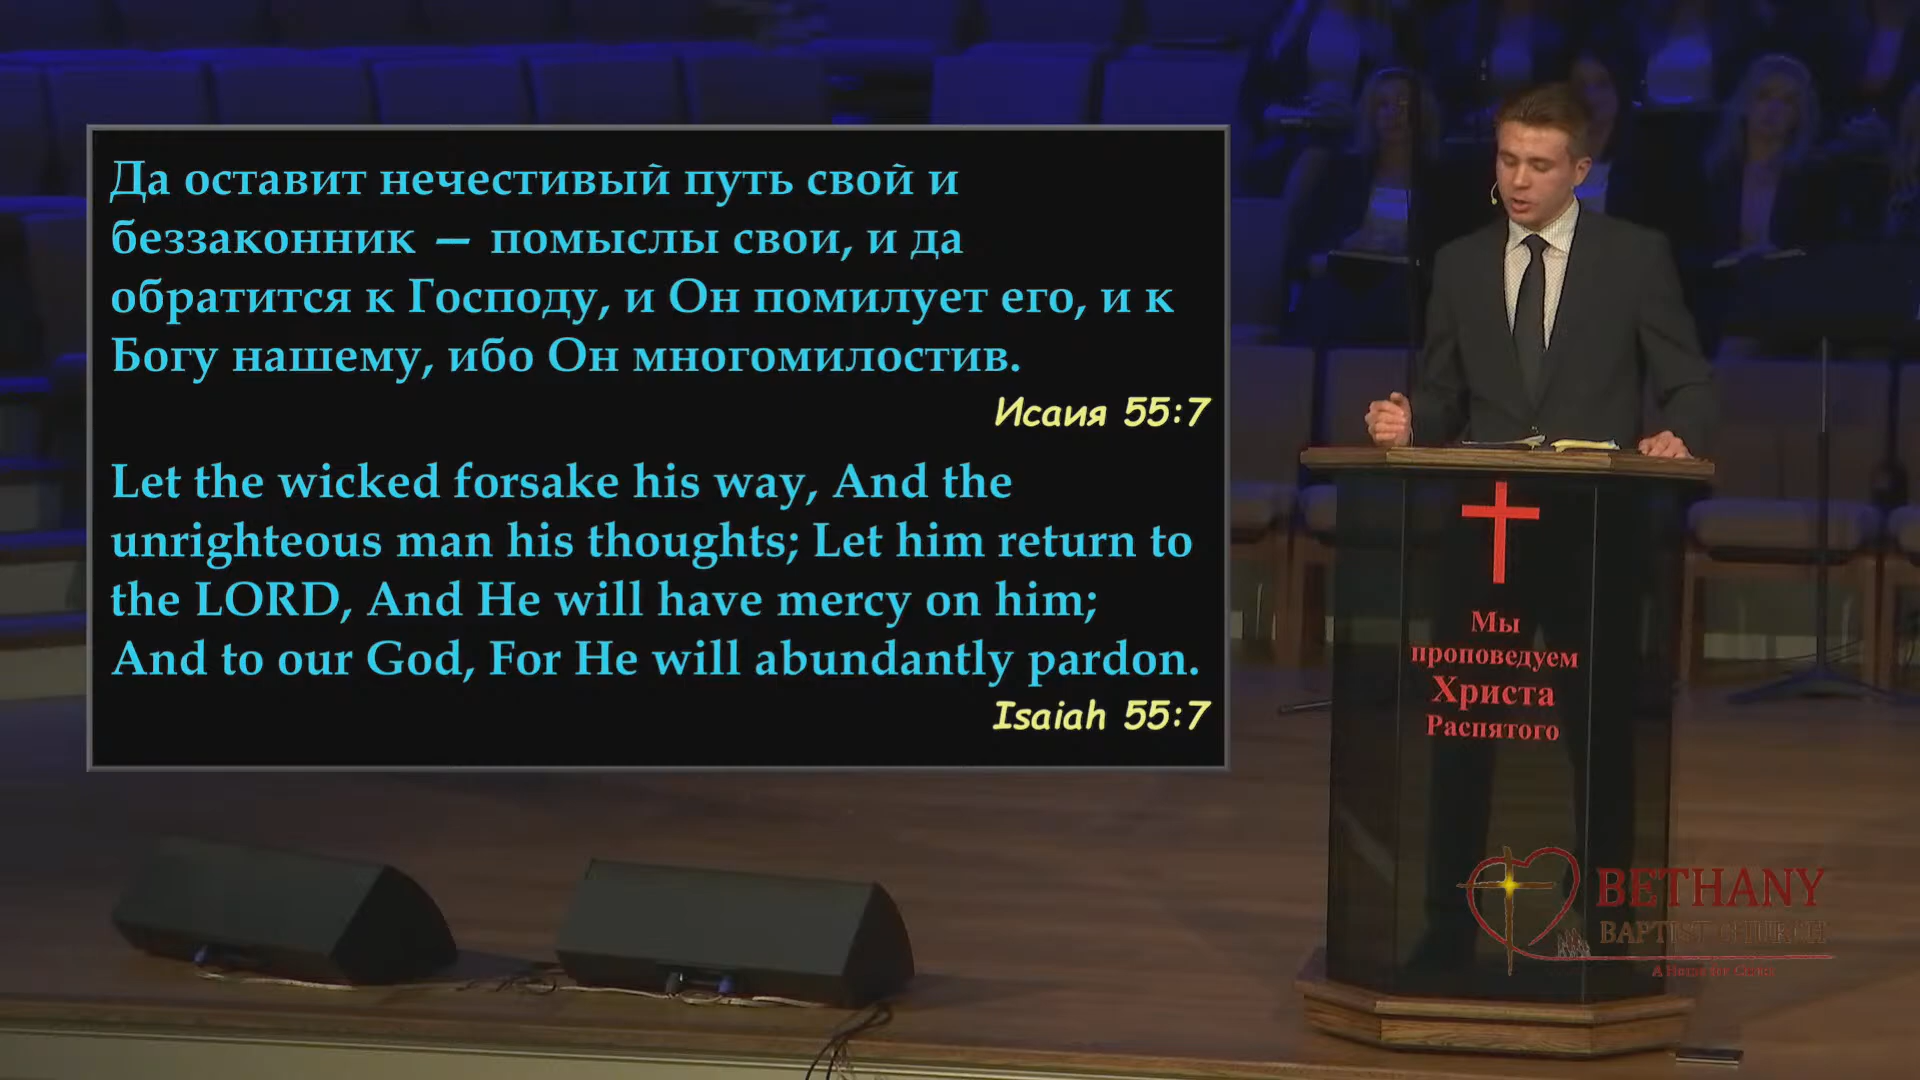 Да оставит нечестивый путь свой и
беззаконник — помыслы свои, и да
обратится к Господу, и Он помилует его, и к
Богу нашему, ибо Он многомилостив.
Исаия 55:7
Let the wicked forsake his way, And the
unrighteous man his thoughts; Let him return to
the LORD, And He will have mercy on him;
And to our God, For He will abundantly pardon.
Isaiah 55:7
Мы
проповедуем
Христа
Распятого
BETHANY
BAPTIST CHURCH